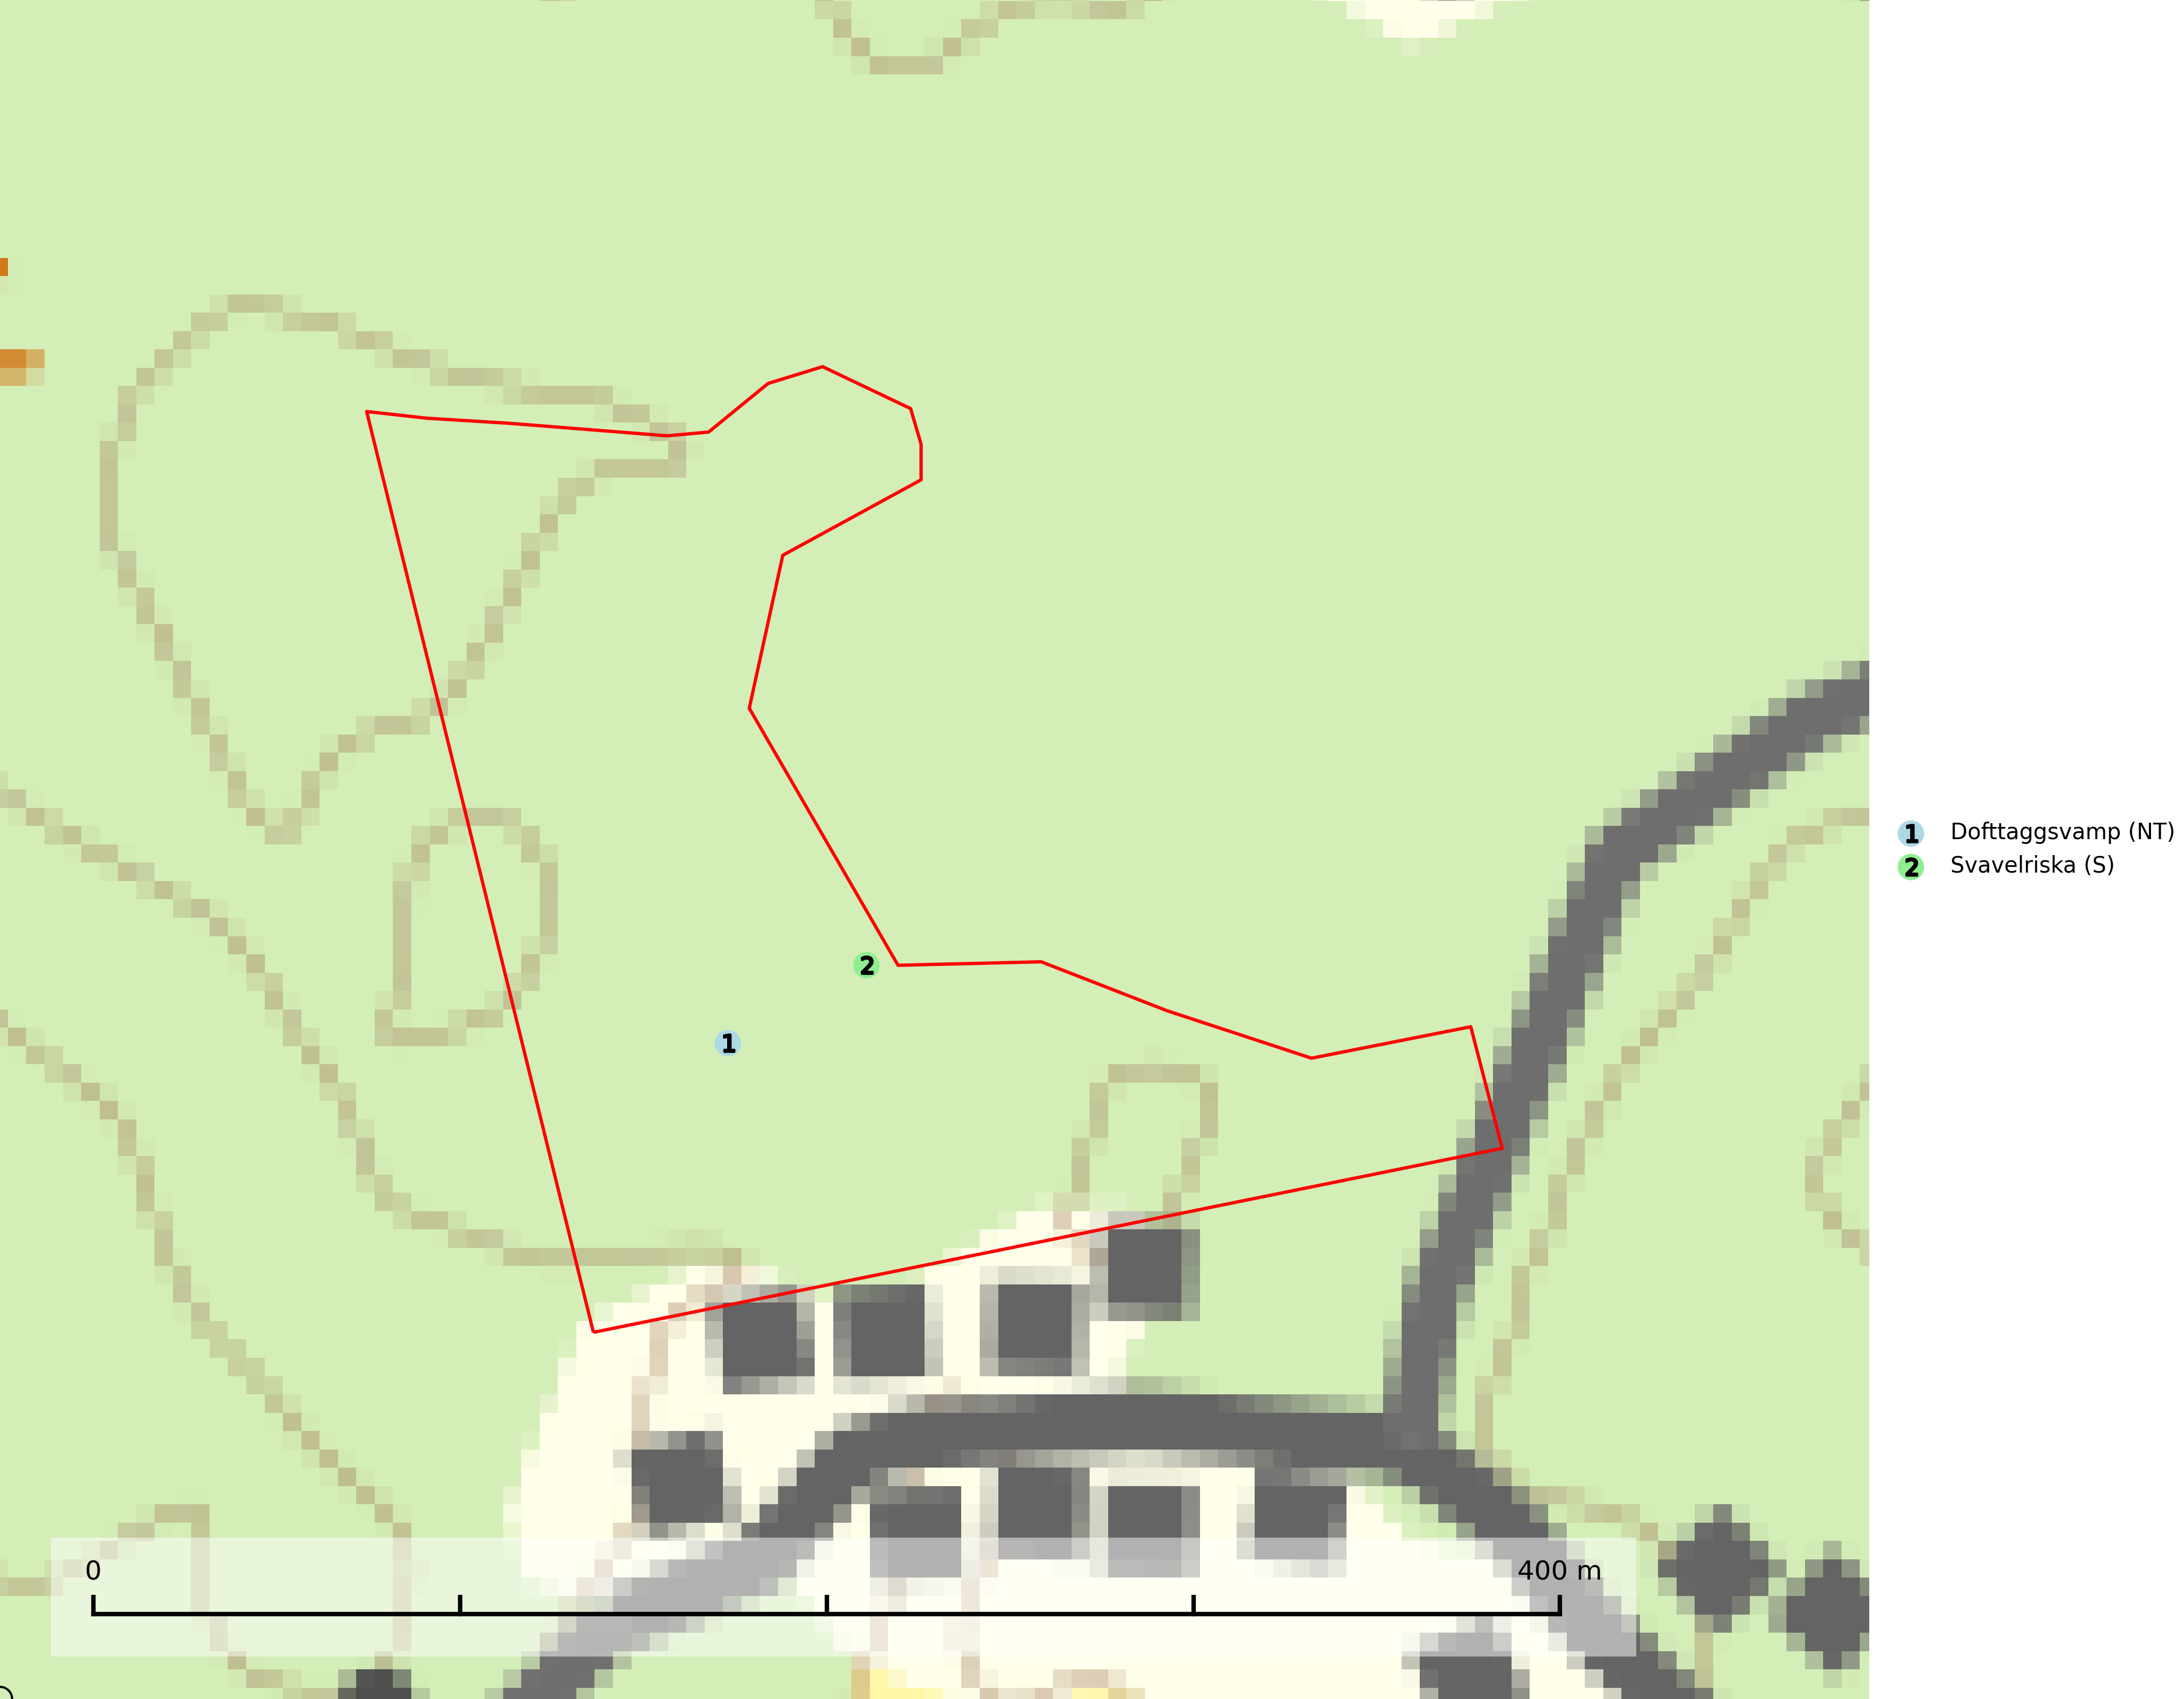 2
1
1 Dofttaggsvamp (NT)
2 Svavelriska (S)
0 400 m